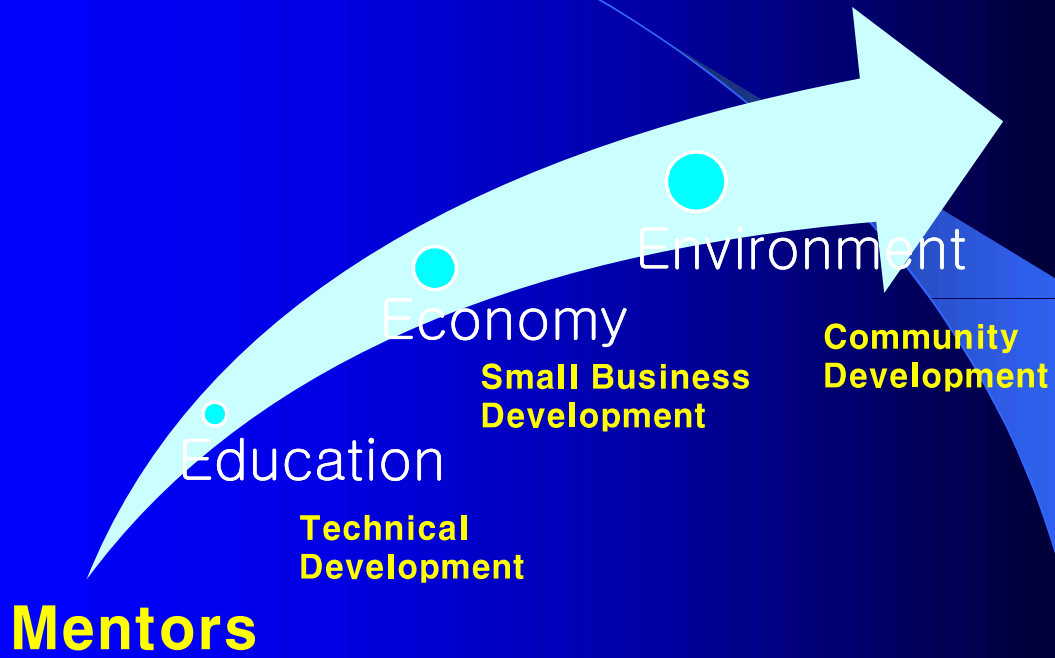 Environment
Economy
Community
Development
Small Business
Development
Education
Technical
Development
Mentors